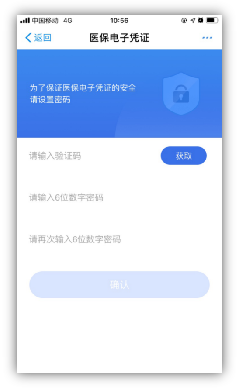 中国移动 4G 10:56
返回 医保电子凭证
为了保证医保电子凭证的安全
请设置密码
请输入验证码 获取
请输入6位数字密码
请再次输入6位数字密码
确认